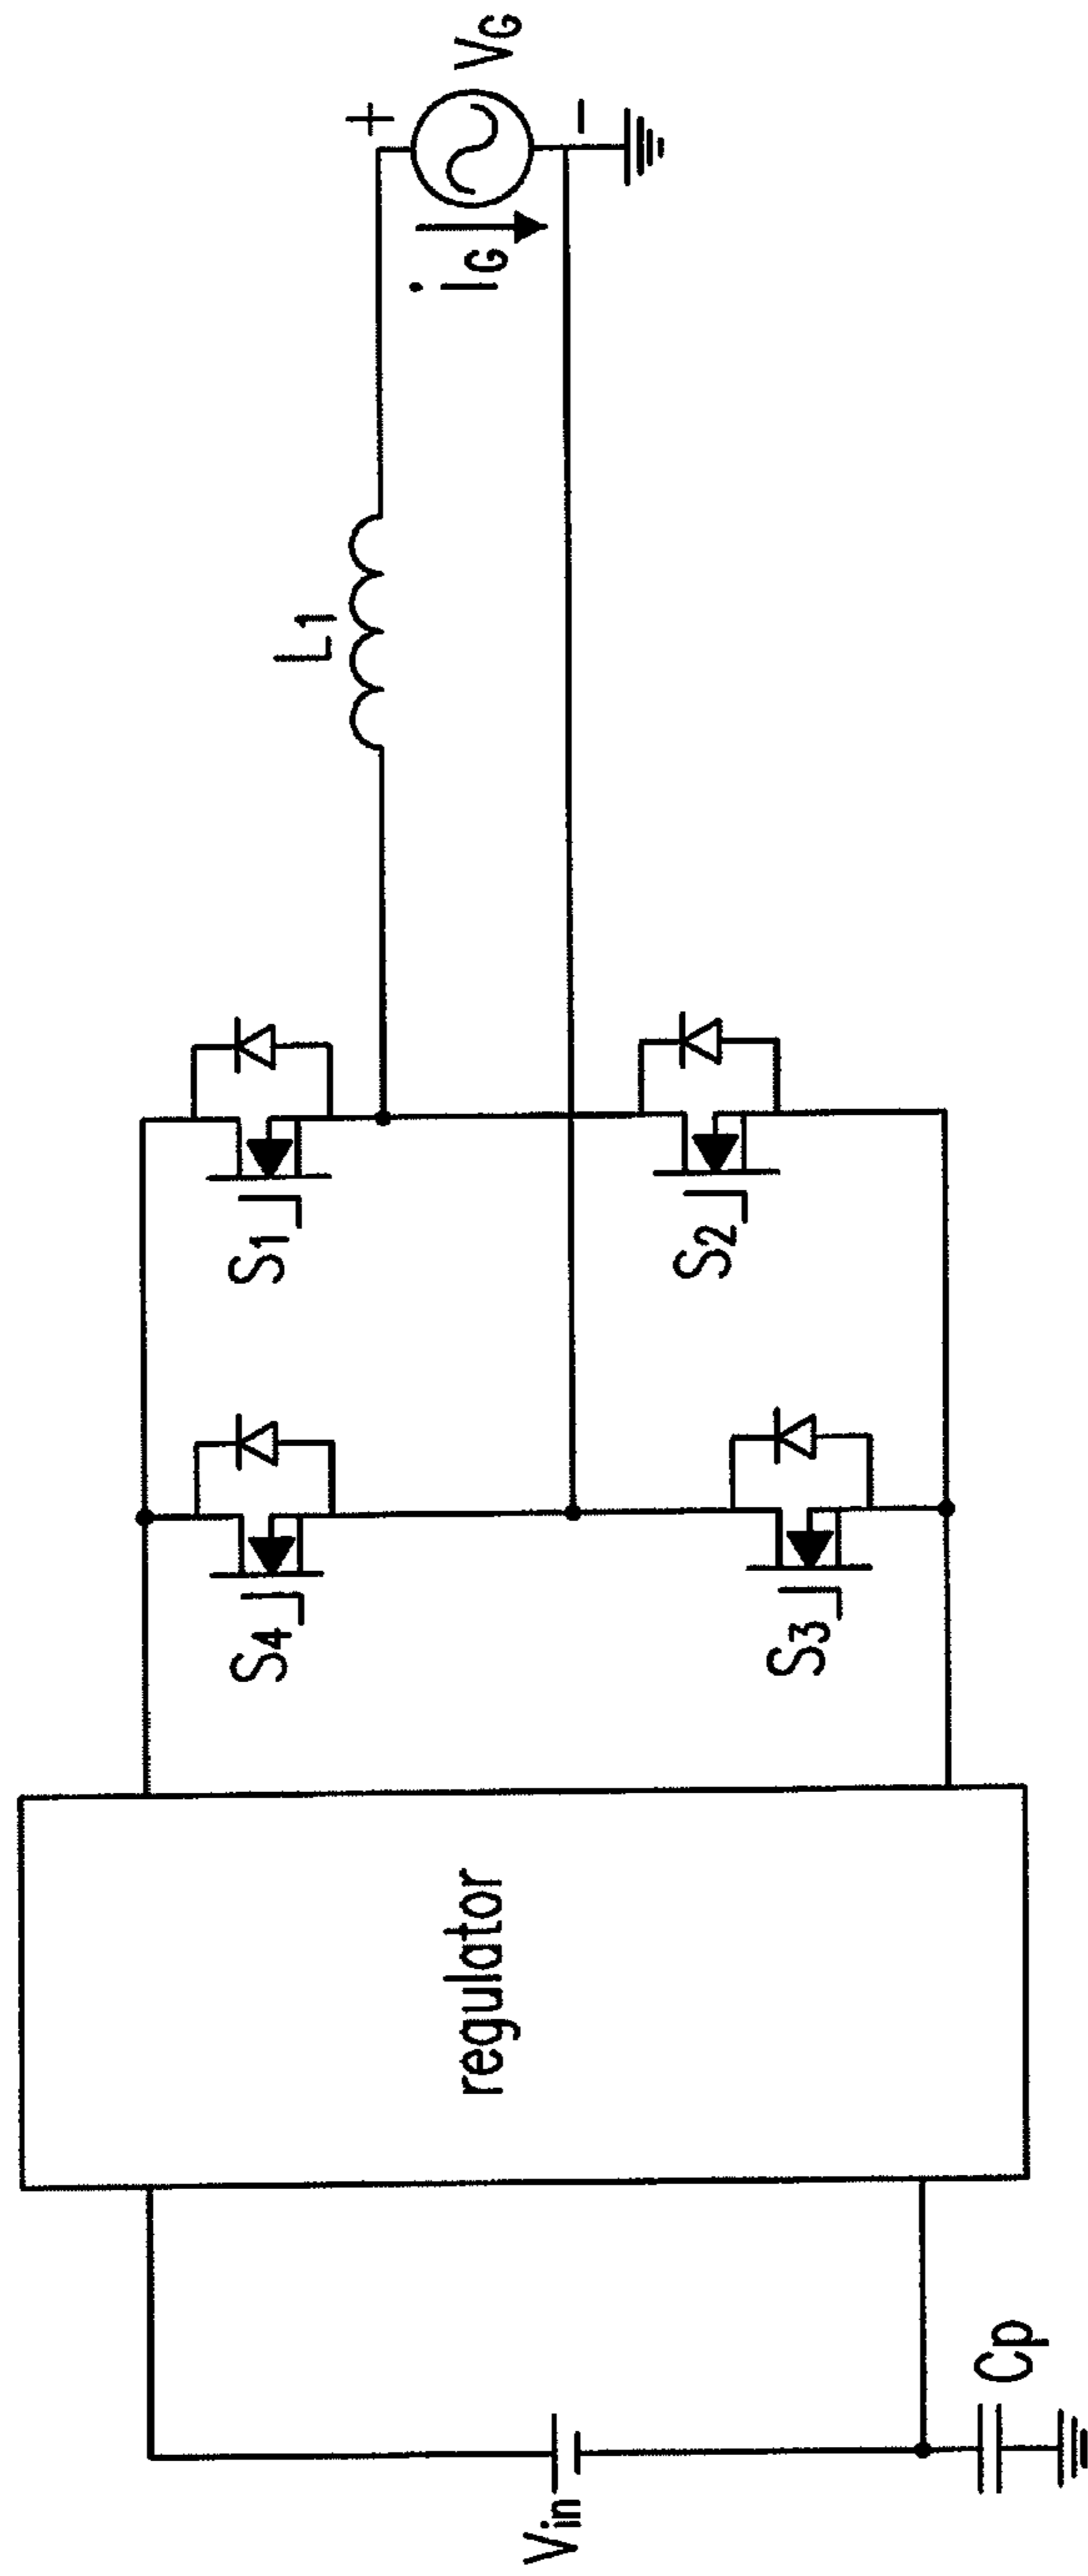 Vin
Cp
regulator
S4
S3
S1
S2
L1
iG
+
VG
−